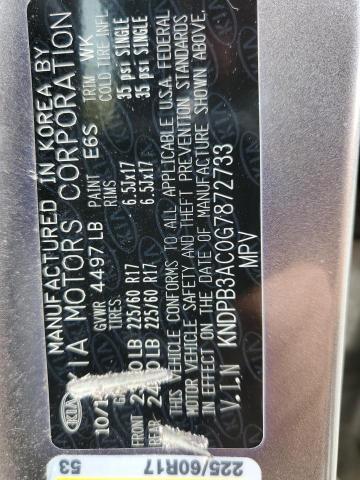 MANUFACTURED IN KOREA BY
KIA MOTORS CORPORATION
GVWR PAINT TRIM COLD TIRE INFL
10/1 4497LB E6S WK
TIRES RIMS
FRONT LB 225/60 R17 6.5Jx17 35 psi SINGLE
REAR LB 225/60 R17 6.5Jx17 35 psi SINGLE
THIS VEHICLE CONFORMS TO ALL APPLICABLE U.S.A. FEDERAL
MOTOR VEHICLE SAFETY AND THEFT PREVENTION STANDARDS
IN EFFECT ON THE DATE OF MANUFACTURE SHOWN ABOVE.
V.I.N KNDPB3AC0G7872733
MPV
225/60R17
53